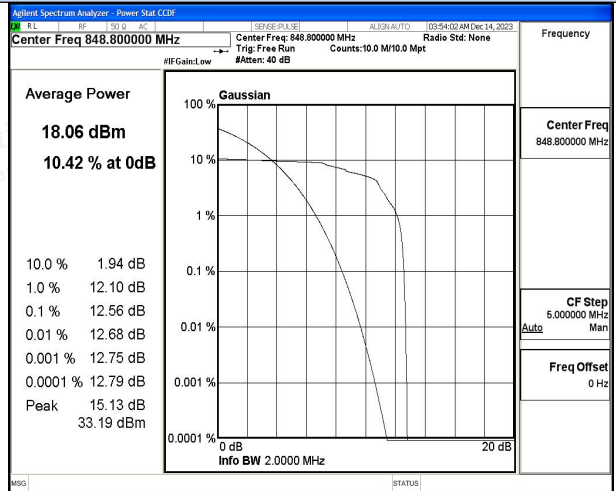 Agilent Spectrum Analyzer - Power Stat CCDF
RL RF 50 Ω AC SENSE:PULSE ALIGN AUTO 03:54:02 AM Dec 14, 2023
Center Freq 848.800000 MHz
Center Freq: 848.800000 MHz Radio Std: None
Trig: Free Run Counts:10.0 M/10.0 Mpt
#IFGain:Low #Atten: 40 dB
Frequency
Average Power
18.06 dBm
10.42 % at 0dB
10.0 % 1.94 dB
1.0 % 12.10 dB
0.1 % 12.56 dB
0.01 % 12.68 dB
0.001 % 12.75 dB
0.0001 % 12.79 dB
Peak 15.13 dB
33.19 dBm
Gaussian
100 %
10 %
1 %
0.1 %
0.01 %
0.001 %
0.0001 %
0 dB 20 dB
Info BW 2.0000 MHz
Center Freq
848.800000 MHz
CF Step
5.000000 MHz
Auto Man
Freq Offset
0 Hz
MSG STATUS